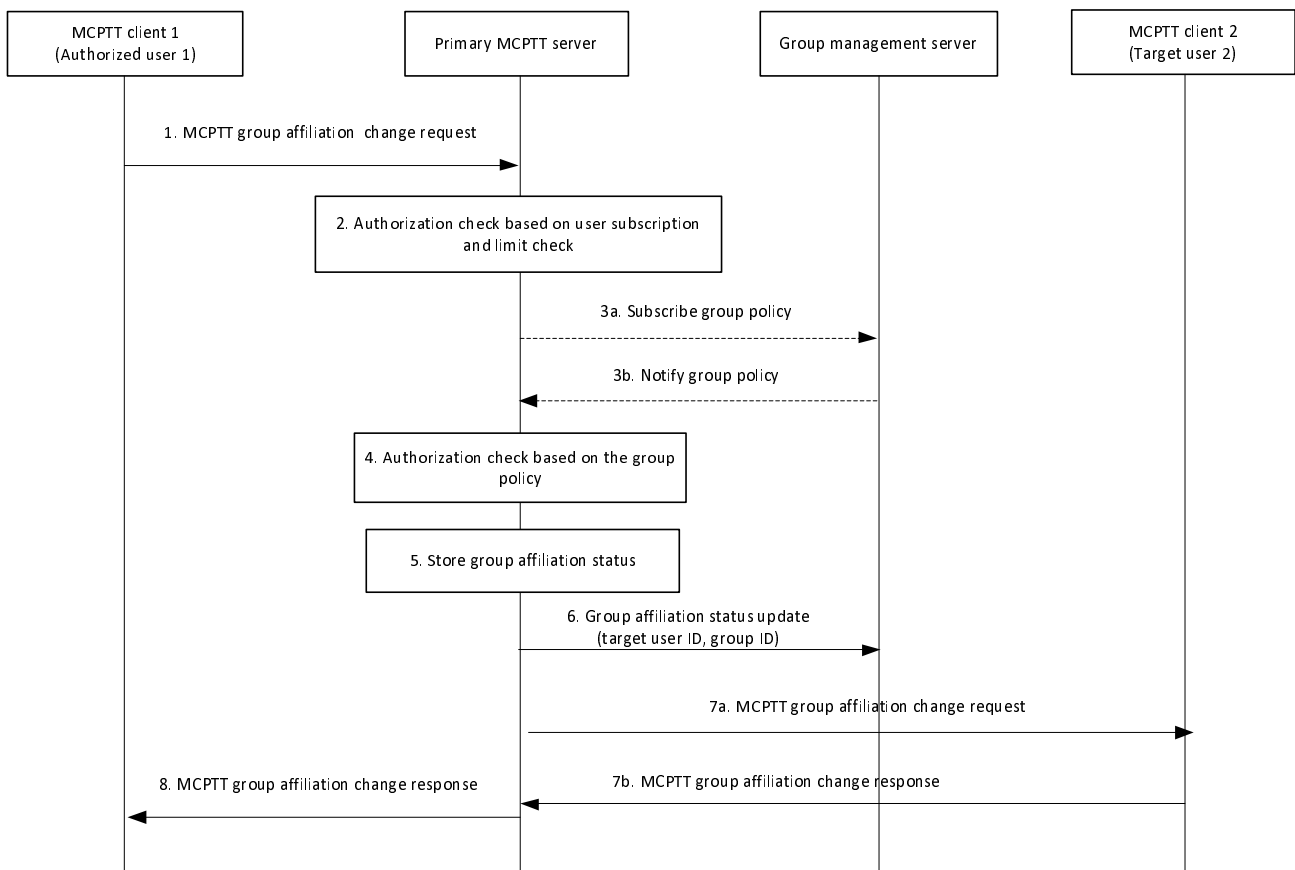 MCPTT client 1
(Authorized user 1)
Primary MCPTT server
Group management server
MCPTT client 2
(Target user 2)
1. MCPTT group affiliation change request
2. Authorization check based on user subscription
and limit check
3a. Subscribe group policy
3b. Notify group policy
4. Authorization check based on the group
policy
5. Store group affiliation status
6. Group affiliation status update
(target user ID, group ID)
7a. MCPTT group affiliation change request
7b. MCPTT group affiliation change response
8. MCPTT group affiliation change response